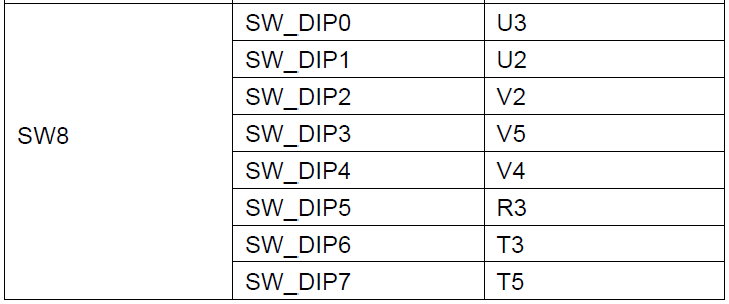 SW_DIP0 U3
SW_DIP1 U2
SW_DIP2 V2
SW8 SW_DIP3 V5
SW_DIP4 V4
SW_DIP5 R3
SW_DIP6 T3
SW_DIP7 T5